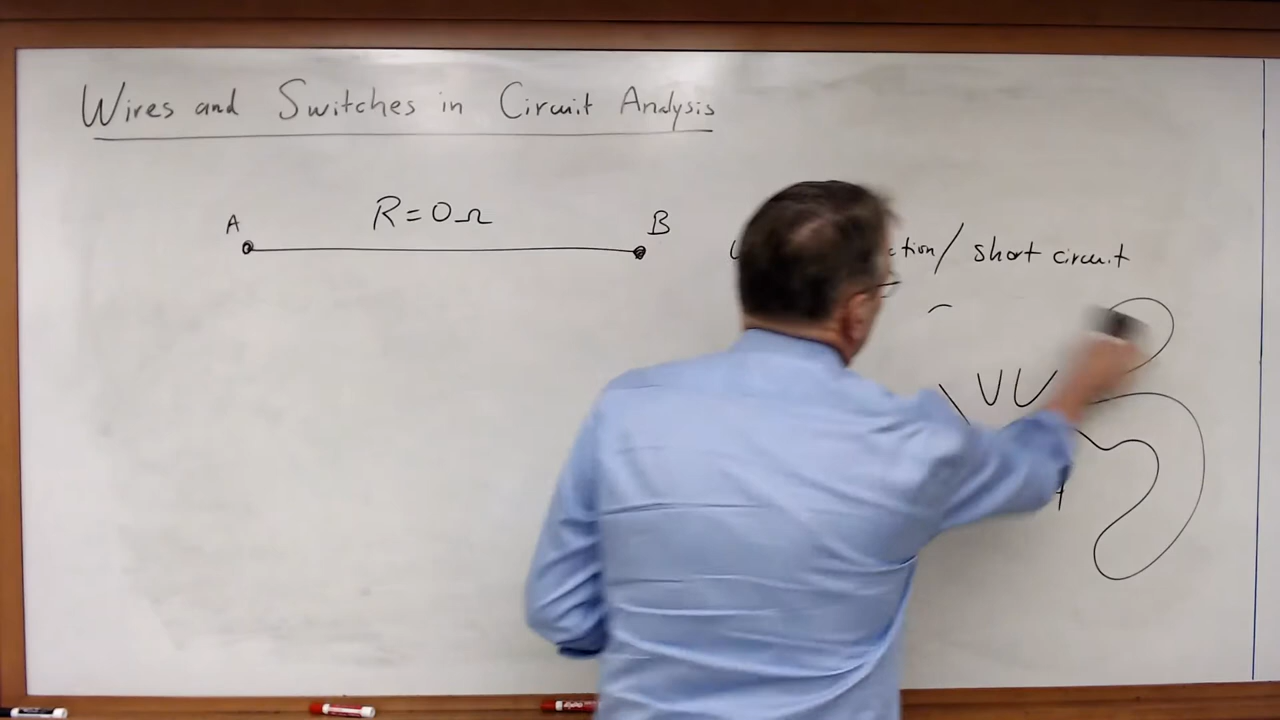 Wires and Switches in Circuit Analysis
A R = 0 Ω B
short circuit